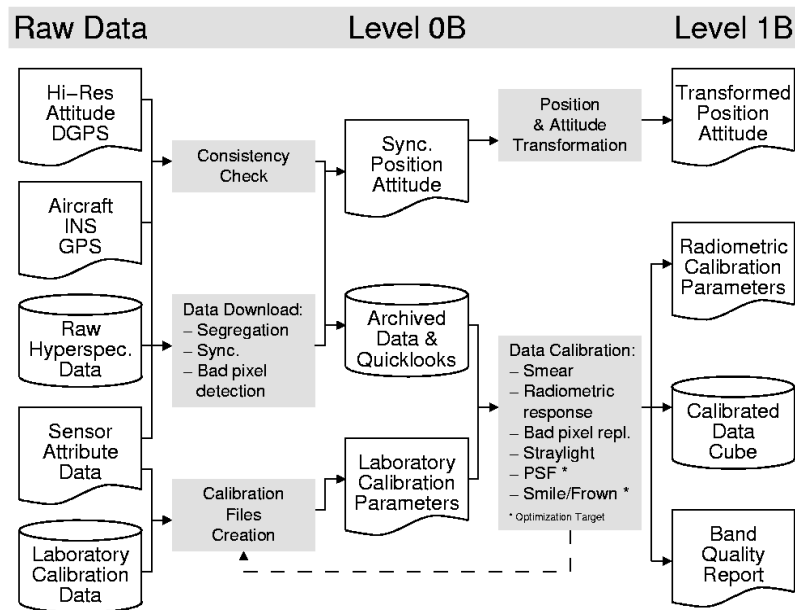 Raw Data
Level 0B
Level 1B
Hi-Res
Attitude
DGPS
Aircraft
INS
GPS
Raw
Hyperspec.
Data
Sensor
Attribute
Data
Laboratory
Calibration
Data
Consistency
Check
Data Download:
– Segregation
– Sync.
– Bad pixel
detection
Calibration
Files
Creation
Sync.
Position
Attitude
Archived
Data &
Quicklooks
Laboratory
Calibration
Parameters
Position
& Attitude
Transformation
Data Calibration:
– Smear
– Radiometric
response
– Bad pixel repl.
– Straylight
– PSF *
– Smile/Frown *
* Optimization Target
Transformed
Position
Attitude
Radiometric
Calibration
Parameters
Calibrated
Data
Cube
Band
Quality
Report